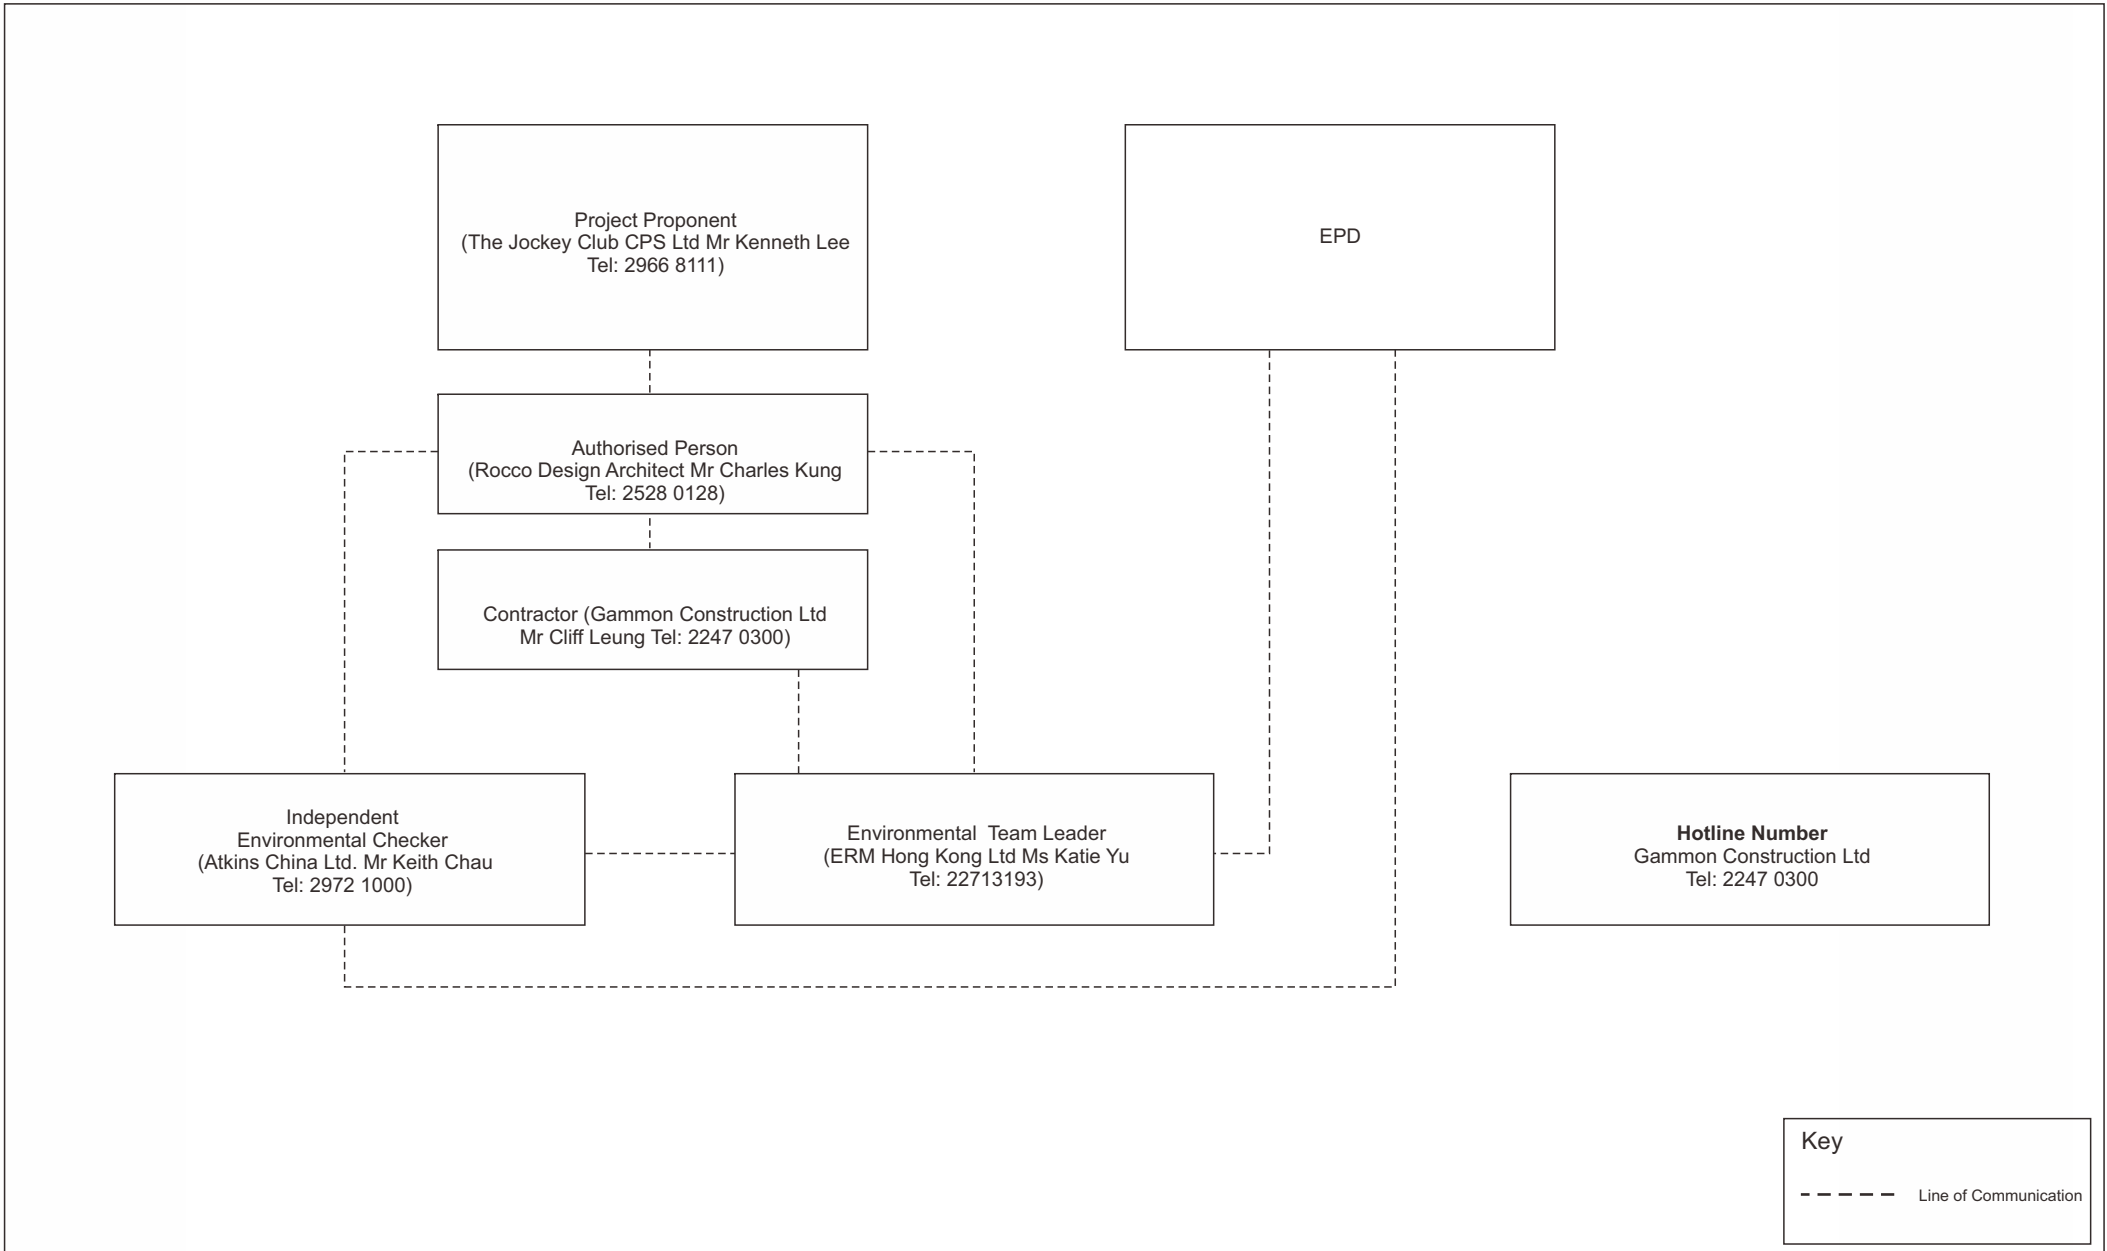 Project Proponent
(The Jockey Club CPS Ltd Mr Kenneth Lee
Tel: 2966 8111)
EPD
Authorised Person
(Rocco Design Architect Mr Charles Kung
Tel: 2528 0128)
Contractor (Gammon Construction Ltd
Mr Cliff Leung Tel: 2247 0300)
Independent
Environmental Checker
(Atkins China Ltd. Mr Keith Chau
Tel: 2972 1000)
Environmental  Team Leader
(ERM Hong Kong Ltd Ms Katie Yu
Tel: 22713193)
Hotline Number
Gammon Construction Ltd
Tel: 2247 0300
Key
Line of Communication